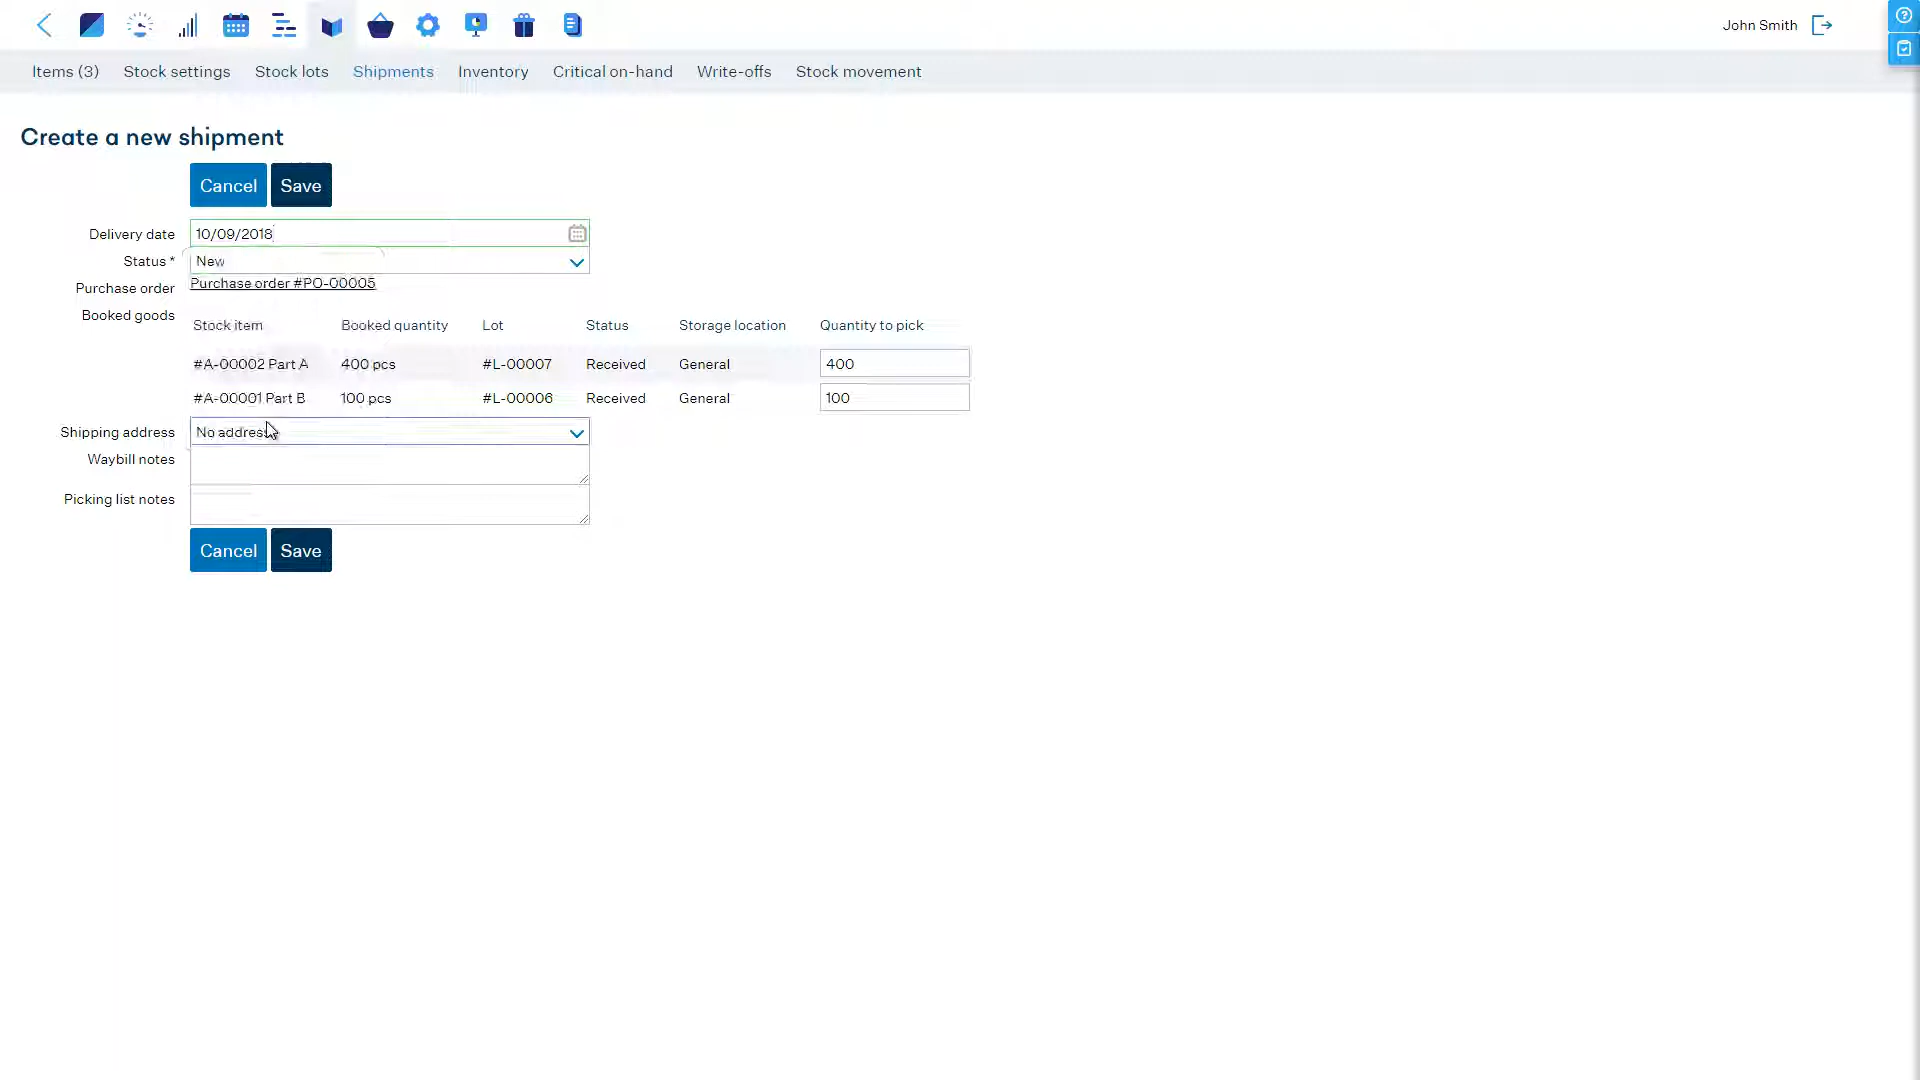 John Smith
Items (3) Stock settings Stock lots Shipments Inventory Critical on-hand Write-offs Stock movement
Create a new shipment
Cancel Save
Delivery date 10/09/2018
Status * New
Purchase order Purchase order #PO-00005
Booked goods
Stock item Booked quantity Lot Status Storage location Quantity to pick
#A-00002 Part A 400 pcs #L-00007 Received General 400
#A-00001 Part B 100 pcs #L-00006 Received General 100
Shipping address No address
Waybill notes
Picking list notes
Cancel Save